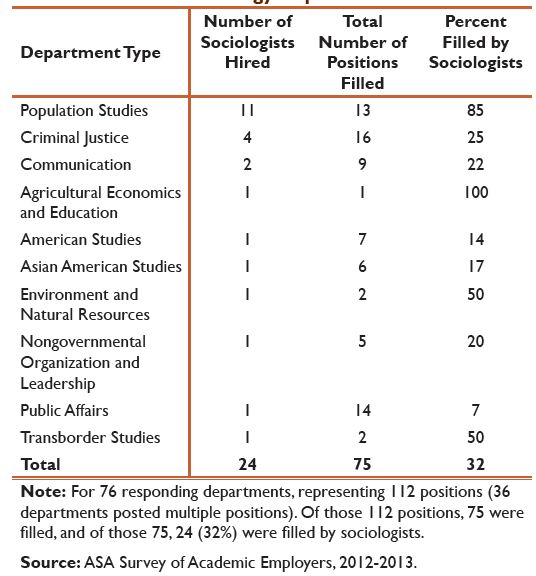 Department Type Number of Sociologists Hired Total Number of Positions Filled Percent Filled by Sociologists
Population Studies 11 13 85
Criminal Justice 4 16 25
Communication 2 9 22
Agricultural Economics and Education 1 1 100
American Studies 1 7 14
Asian American Studies 1 6 17
Environment and Natural Resources 1 2 50
Nongovernmental Organization and Leadership 1 5 20
Public Affairs 1 14 7
Transborder Studies 1 2 50
Total 24 75 32
Note: For 76 responding departments, representing 112 positions (36
departments posted multiple positions). Of those 112 positions, 75 were
filled, and of those 75, 24 (32%) were filled by sociologists.
Source: ASA Survey of Academic Employers, 2012-2013.